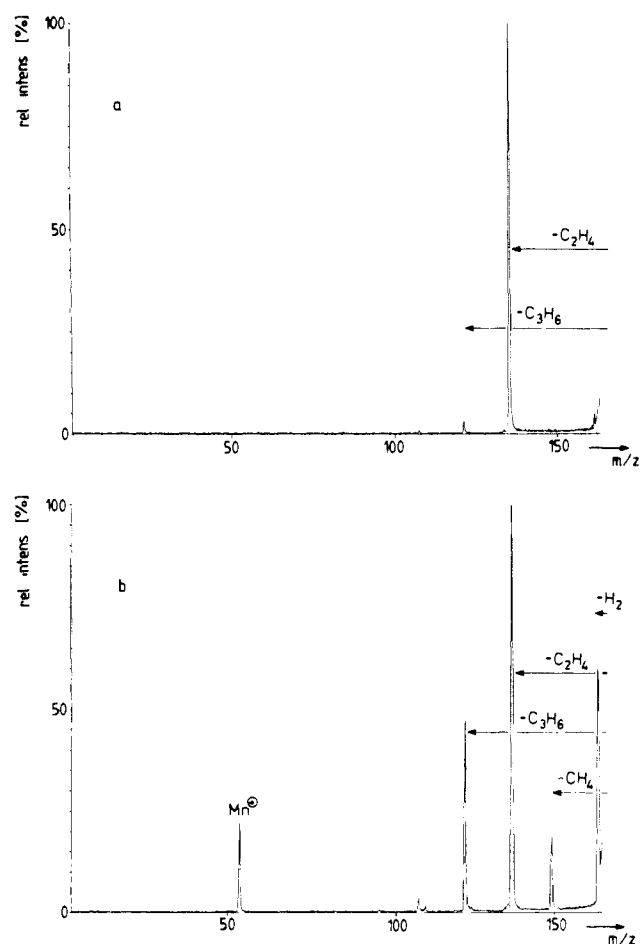 rel intens [%]
100
a
50
-C₂H₄
-C₃H₆
0
50
100
150
m/z
rel intens [%]
100
b
-H₂
-C₂H₄
50
-C₃H₆
-CH₄
Mn⊕
0
50
100
150
m/z